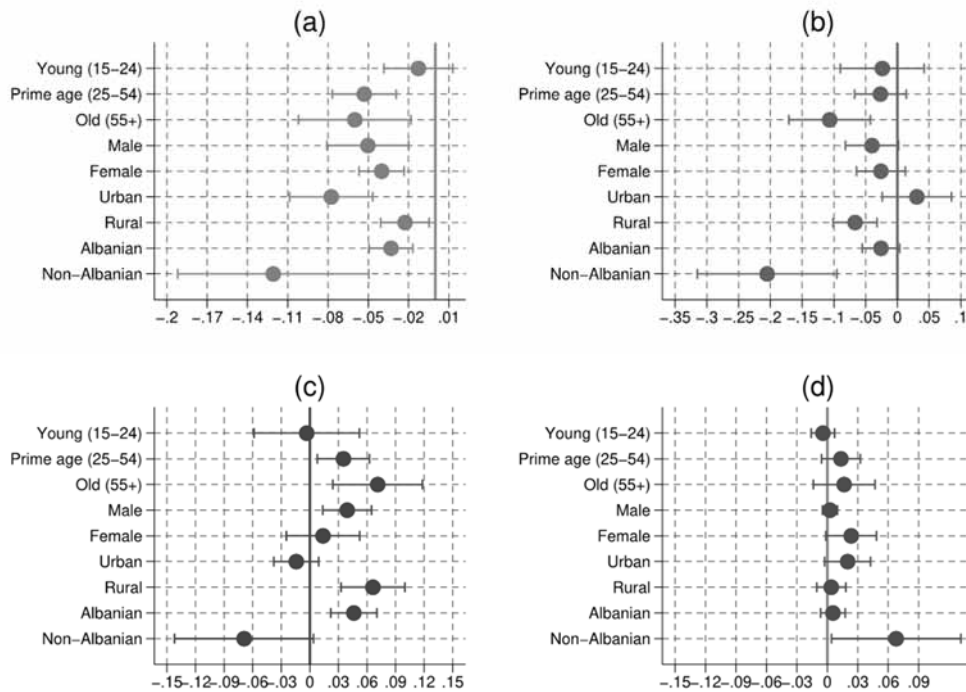 (a)
Young (15–24)
Prime age (25–54)
Old (55+)
Male
Female
Urban
Rural
Albanian
Non–Albanian
–.2 –.17 –.11 –.08 –.05 –.02 .01
(b)
Young (15–24)
Prime age (25–54)
Old (55+)
Male
Female
Urban
Rural
Albanian
Non–Albanian
–.35 –.3 –.25 –.2 –.15 –.1 –.05 0 .05 .1
(c)
Young (15–24)
Prime age (25–54)
Old (55+)
Male
Female
Urban
Rural
Albanian
Non–Albanian
–.15 –.12 –.09 –.06 –.03 0 .03 .06 .09 .12 .15
(d)
Young (15–24)
Prime age (25–54)
Old (55+)
Male
Female
Urban
Rural
Albanian
Non–Albanian
–.15 –.12 –.09 –.06 –.03 0 .03 .06 .09